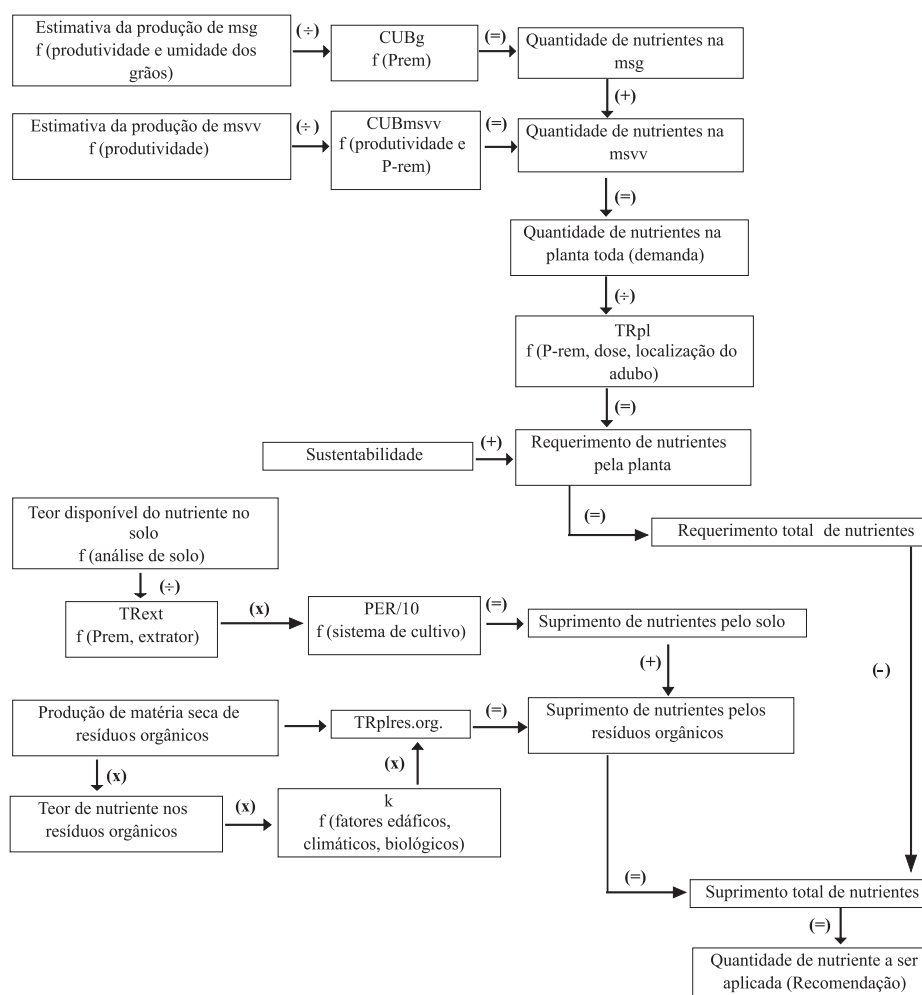 Estimativa da produção de msg
f (produtividade e umidade dos
grãos)
(÷)
CUBg
f (Prem)
(=)
Quantidade de nutrientes na
msg
(+)
Estimativa da produção de msvv
f (produtividade)
(÷)
CUBmsvv
f (produtividade e
P-rem)
(=)
Quantidade de nutrientes na
msvv
(=)
Quantidade de nutrientes na
planta toda (demanda)
(÷)
TRpl
f (P-rem, dose, localização do
adubo)
(=)
Sustentabilidade
(+)
Requerimento de nutrientes
pela planta
(=)
Requerimento total de nutrientes
Teor disponível do nutriente no
solo
f (análise de solo)
(÷)
TRext
f (Prem, extrator)
(x)
PER/10
f (sistema de cultivo)
(=)
Suprimento de nutrientes pelo solo
(+)
(-)
Produção de matéria seca de
resíduos orgânicos
TRplres.org.
(=)
Suprimento de nutrientes pelos
resíduos orgânicos
(x)
(x)
Teor de nutriente nos
resíduos orgânicos
(x)
k
f (fatores edáficos,
climáticos, biológicos)
(=)
Suprimento total de nutrientes
(=)
Quantidade de nutriente a ser
aplicada (Recomendação)